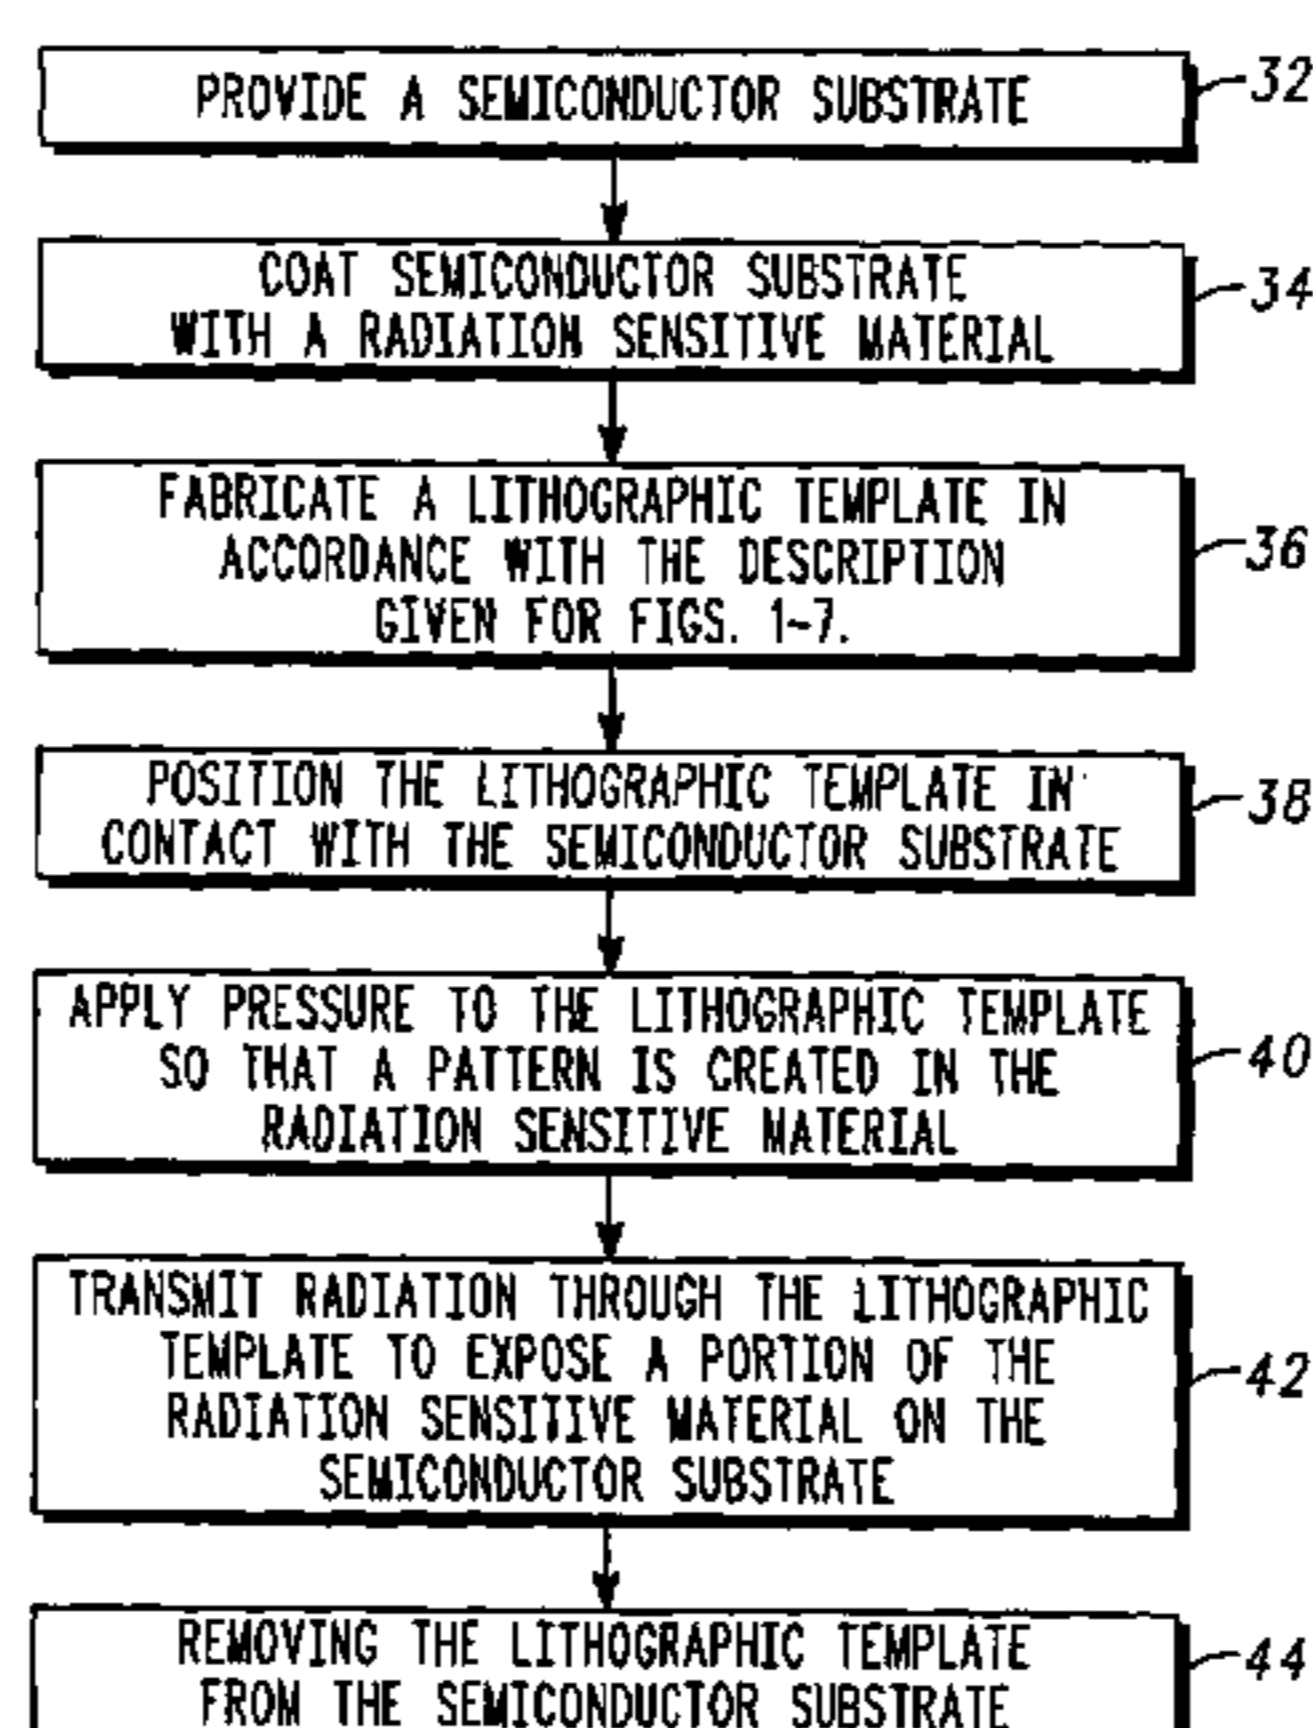 PROVIDE A SEMICONDUCTOR SUBSTRATE
32
COAT SEMICONDUCTOR SUBSTRATE
WITH A RADIATION SENSITIVE MATERIAL
34
FABRICATE A LITHOGRAPHIC TEMPLATE IN
ACCORDANCE WITH THE DESCRIPTION
GIVEN FOR FIGS. 1-7.
36
POSITION THE LITHOGRAPHIC TEMPLATE IN
CONTACT WITH THE SEMICONDUCTOR SUBSTRATE
38
APPLY PRESSURE TO THE LITHOGRAPHIC TEMPLATE
SO THAT A PATTERN IS CREATED IN THE
RADIATION SENSITIVE MATERIAL
40
TRANSMIT RADIATION THROUGH THE LITHOGRAPHIC
TEMPLATE TO EXPOSE A PORTION OF THE
RADIATION SENSITIVE MATERIAL ON THE
SEMICONDUCTOR SUBSTRATE
42
REMOVING THE LITHOGRAPHIC TEMPLATE
FROM THE SEMICONDUCTOR SUBSTRATE
44